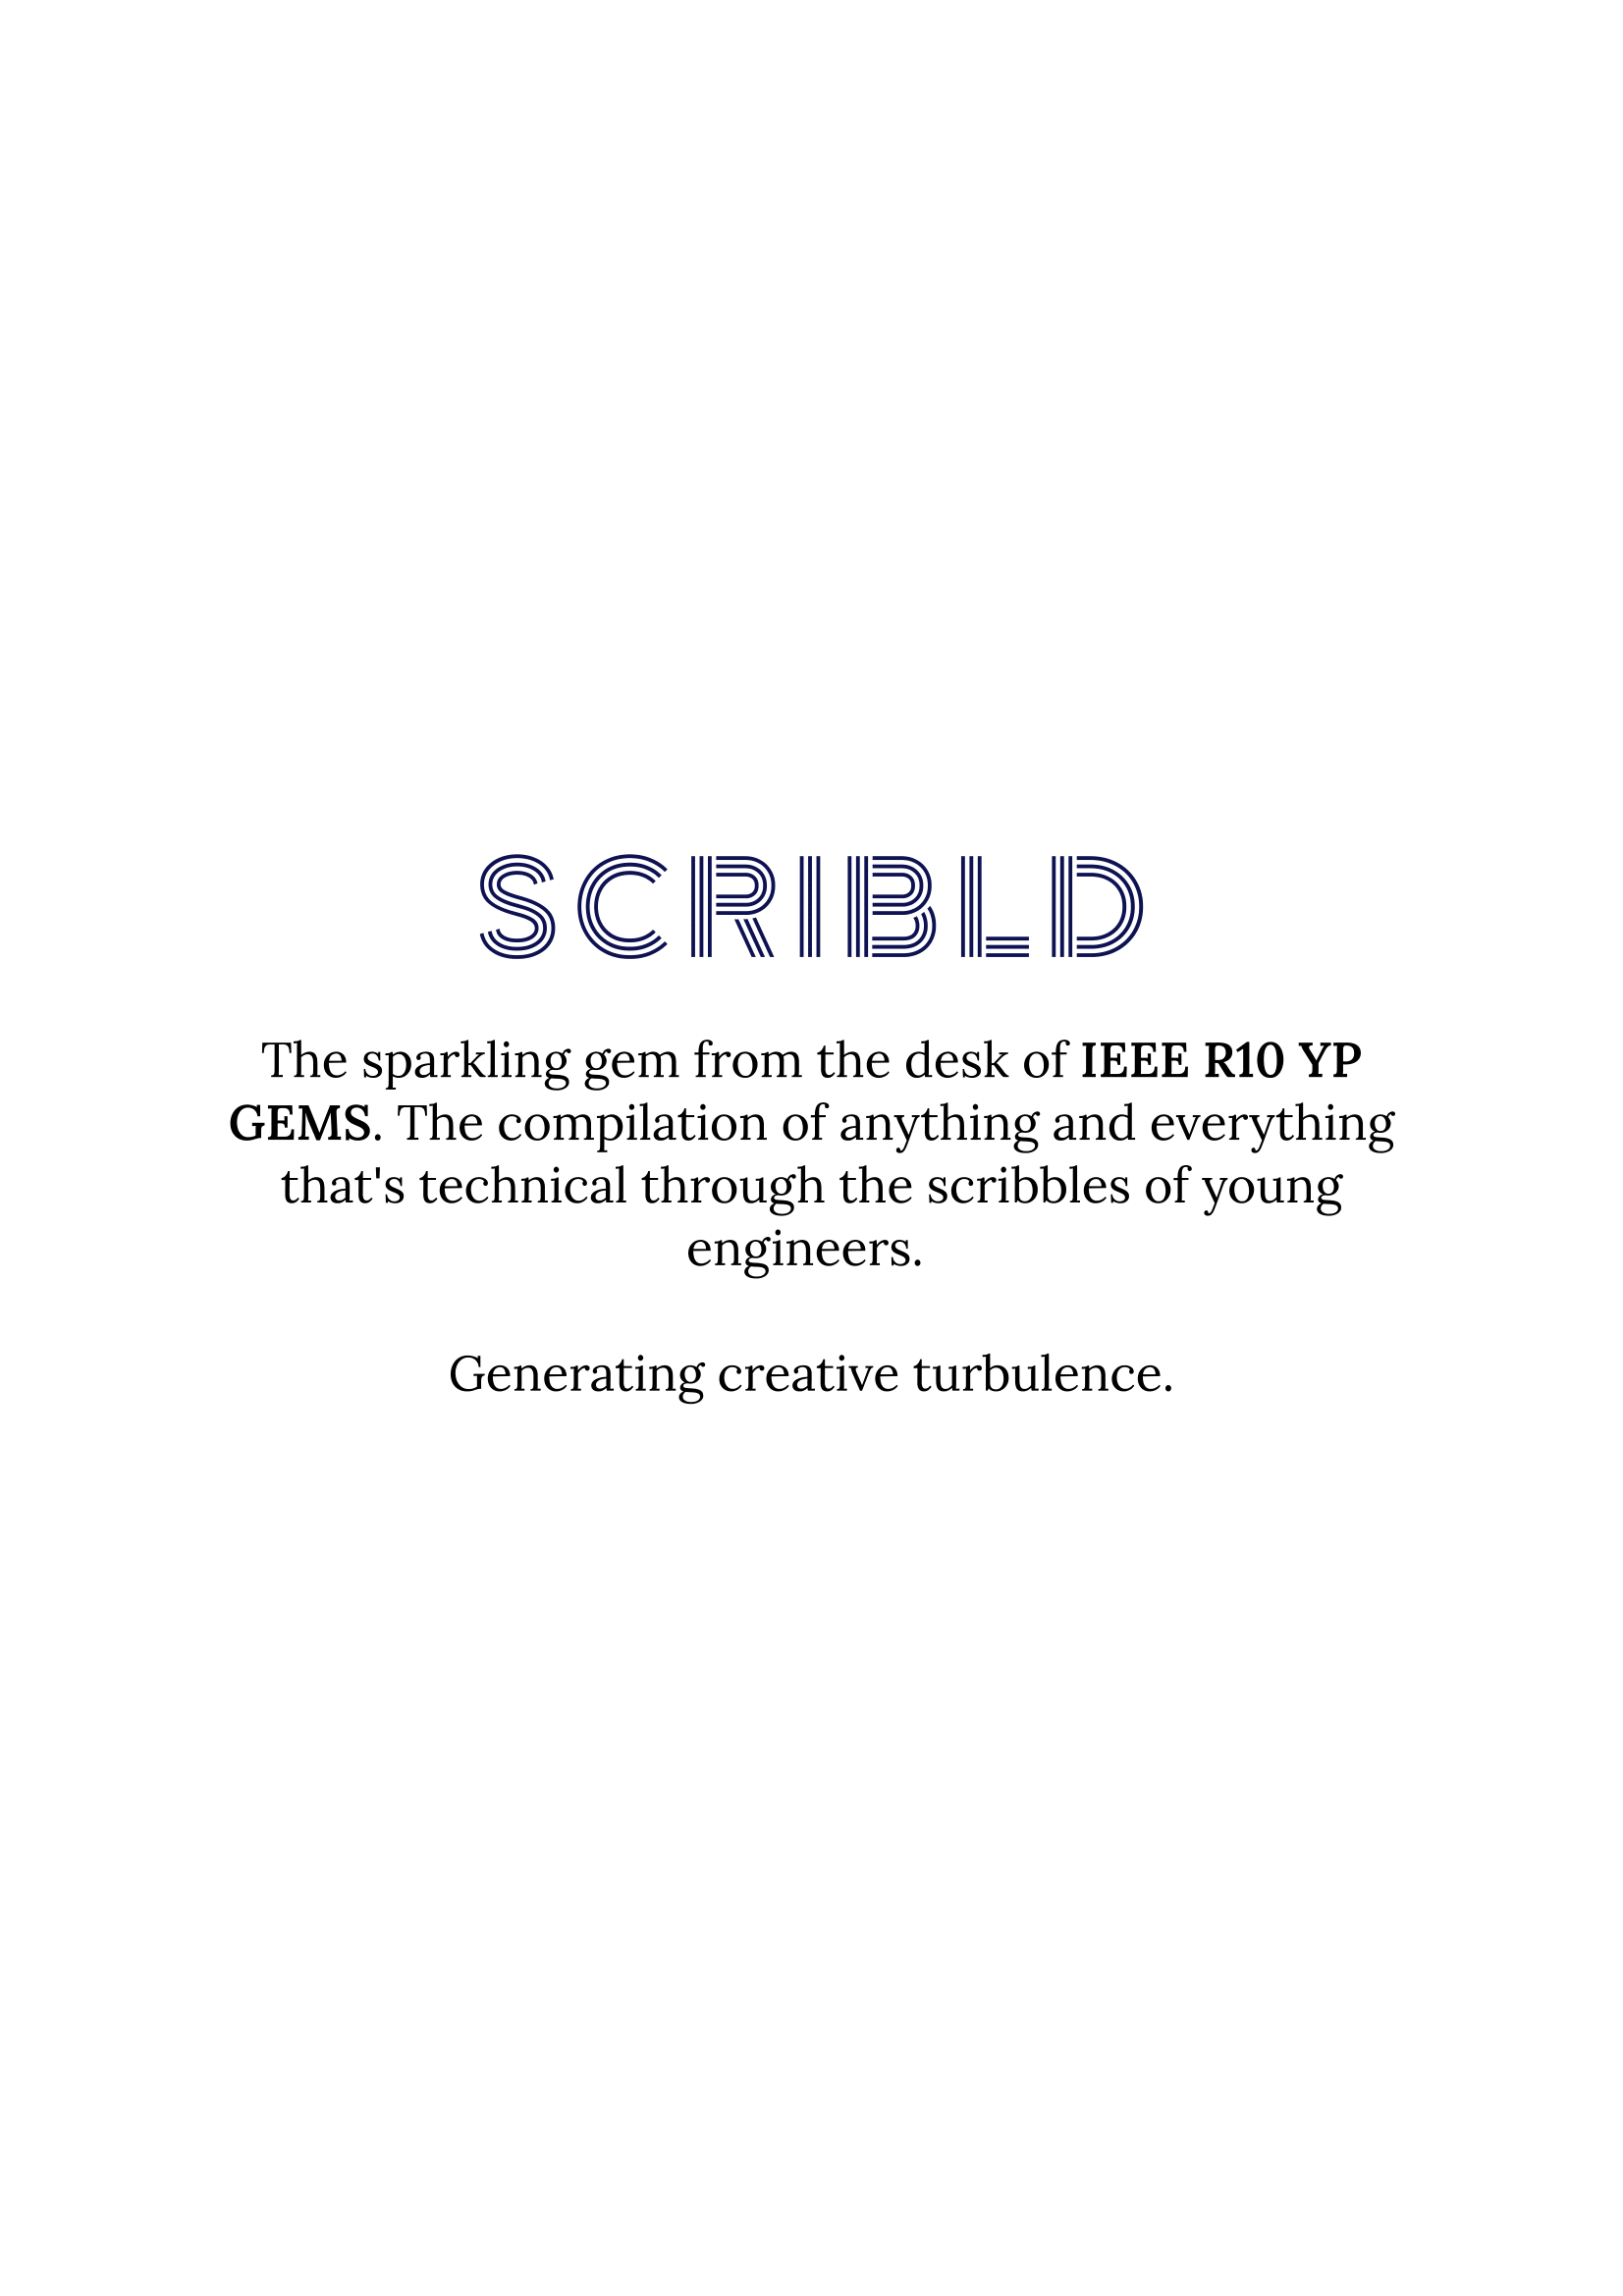 SCRIBLD
The sparkling gem from the desk of IEEE R10 YP
GEMS. The compilation of anything and everything
that's technical through the scribbles of young
engineers.
Generating creative turbulence.